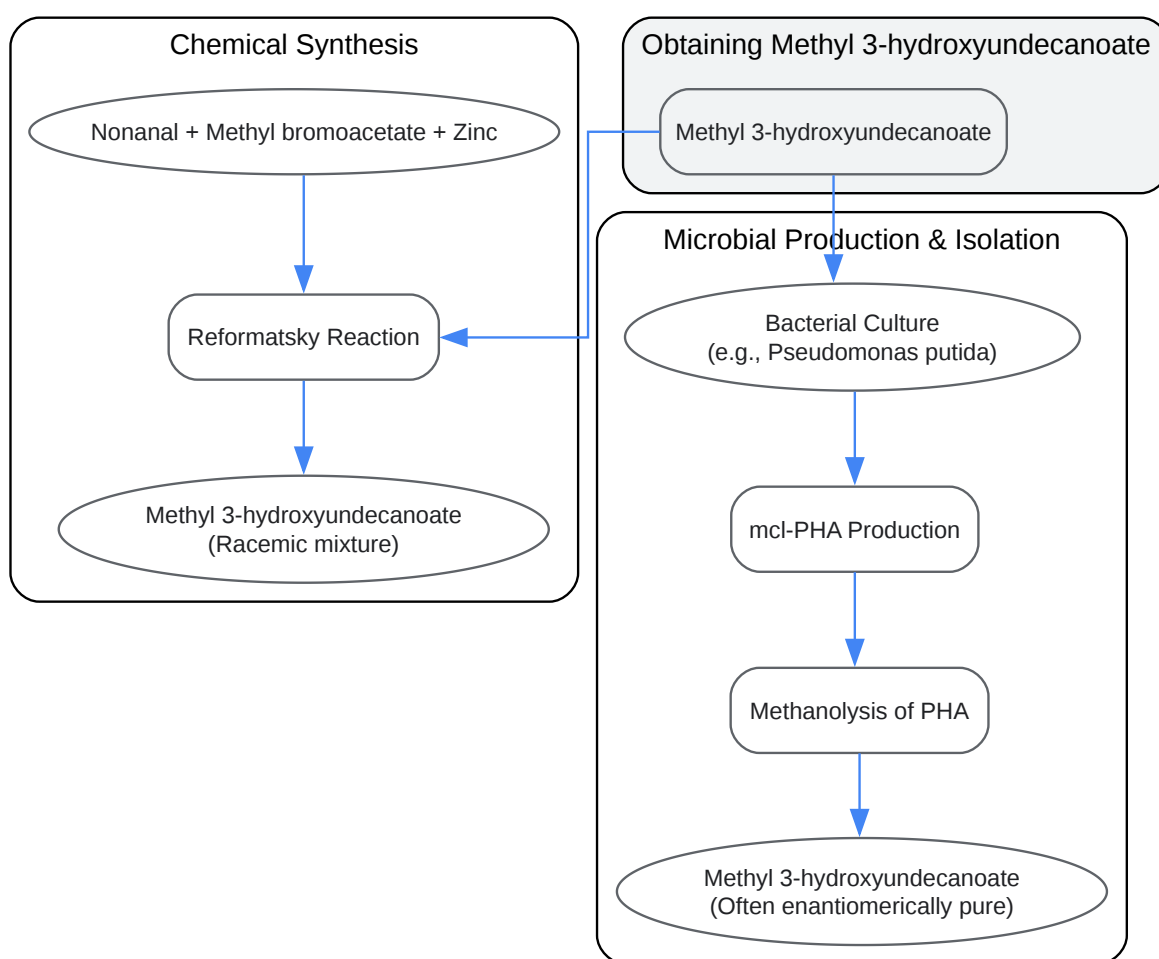 Chemical Synthesis
Nonanal + Methyl bromoacetate + Zinc
Reformatsky Reaction
Methyl 3-hydroxyundecanoate
(Racemic mixture)
Obtaining Methyl 3-hydroxyundecanoate
Methyl 3-hydroxyundecanoate
Microbial Production & Isolation
Bacterial Culture
(e.g., Pseudomonas putida)
mcl-PHA Production
Methanolysis of PHA
Methyl 3-hydroxyundecanoate
(Often enantiomerically pure)